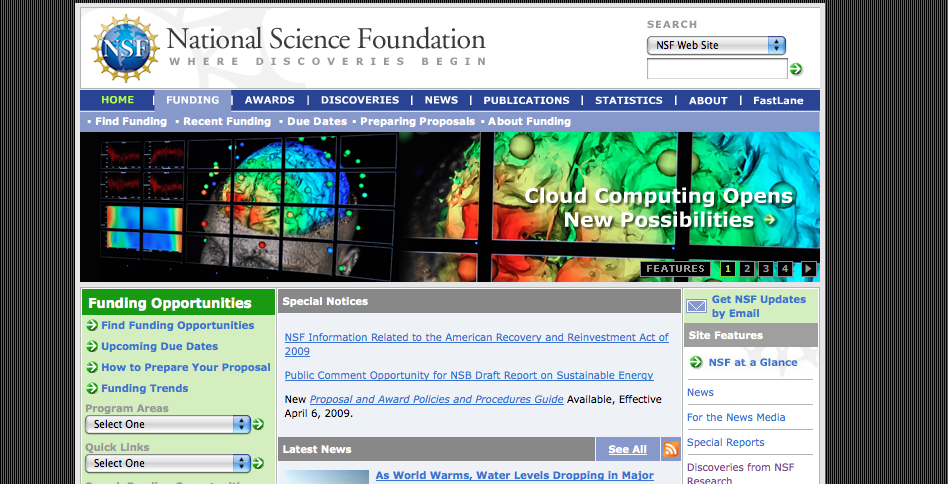 NSF
National Science Foundation
WHERE DISCOVERIES BEGIN
SEARCH
NSF Web Site
HOME | FUNDING | AWARDS | DISCOVERIES | NEWS | PUBLICATIONS | STATISTICS | ABOUT | FastLane
Find Funding Recent Funding Due Dates Preparing Proposals About Funding
Cloud Computing Opens
New Possibilities
FEATURES 1 2 3 4
Funding Opportunities
Find Funding Opportunities
Upcoming Due Dates
How to Prepare Your Proposal
Funding Trends
Program Areas
Select One
Quick Links
Select One
Special Notices
NSF Information Related to the American Recovery and Reinvestment Act of
2009
Public Comment Opportunity for NSB Draft Report on Sustainable Energy
New Proposal and Award Policies and Procedures Guide Available, Effective
April 6, 2009.
Latest News
See All
As World Warms, Water Levels Dropping in Major
Get NSF Updates
by Email
Site Features
NSF at a Glance
News
For the News Media
Special Reports
Discoveries from NSF
Research